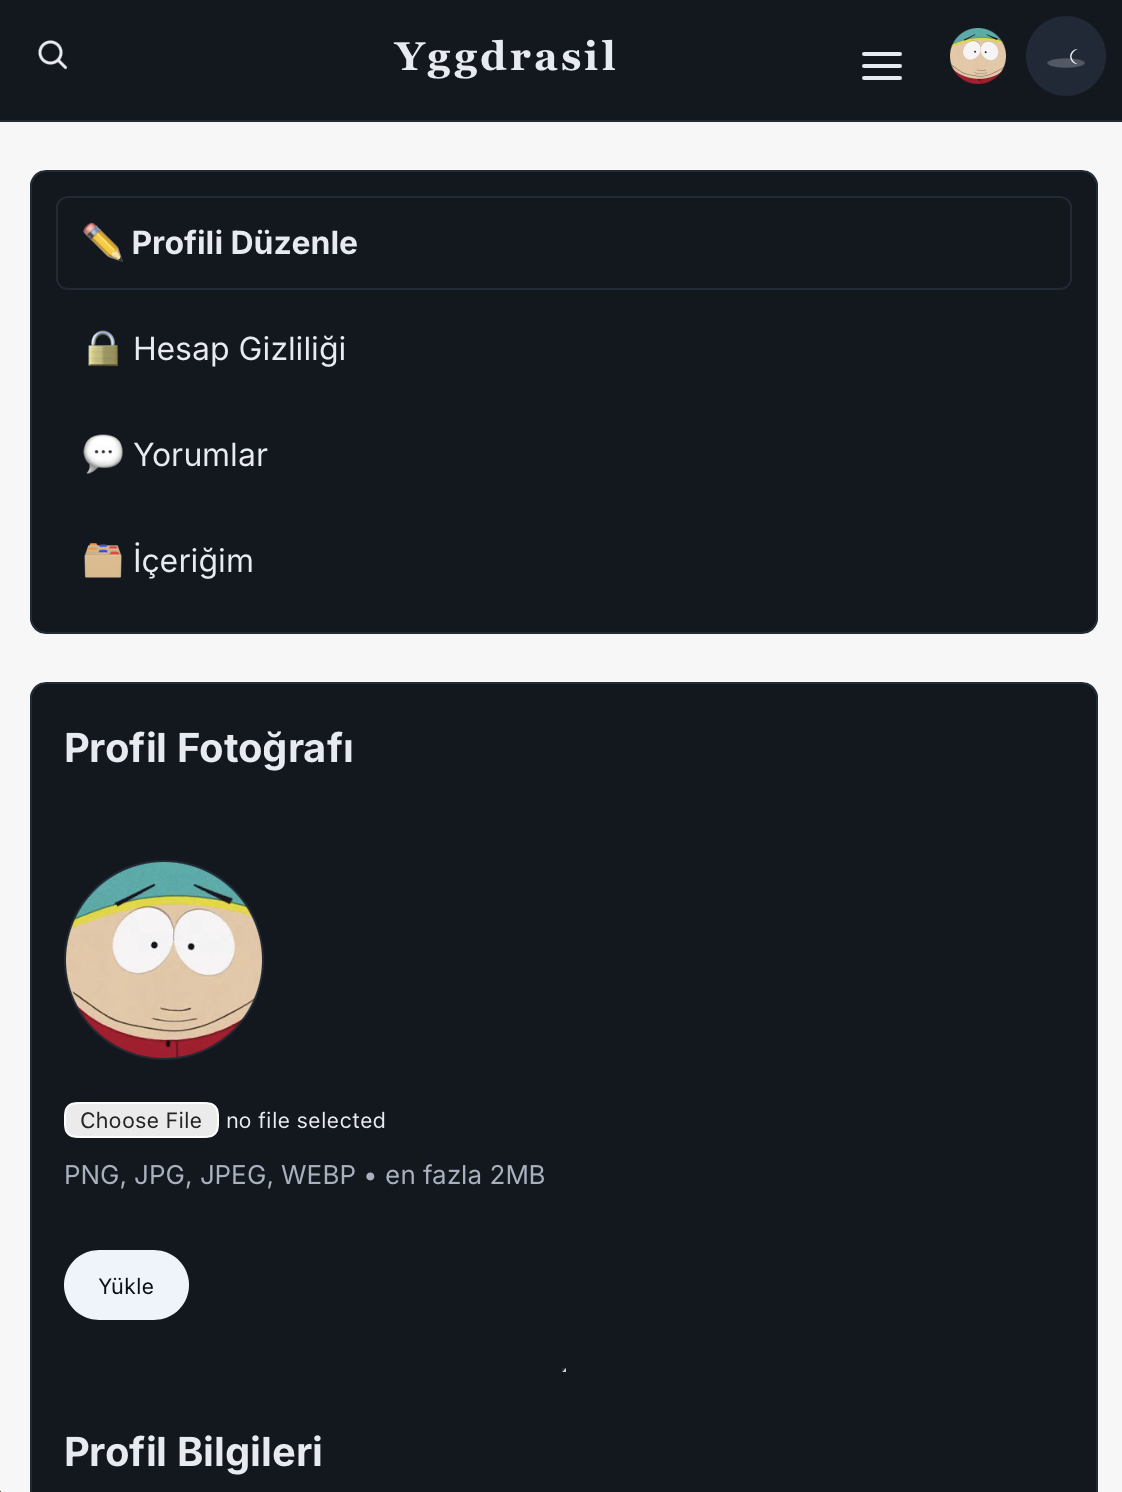 Yggdrasil
Profili Düzenle
Hesap Gizliliği
Yorumlar
İçeriğim
Profil Fotoğrafı
Choose File no file selected
PNG, JPG, JPEG, WEBP • en fazla 2MB
Yükle
Profil Bilgileri